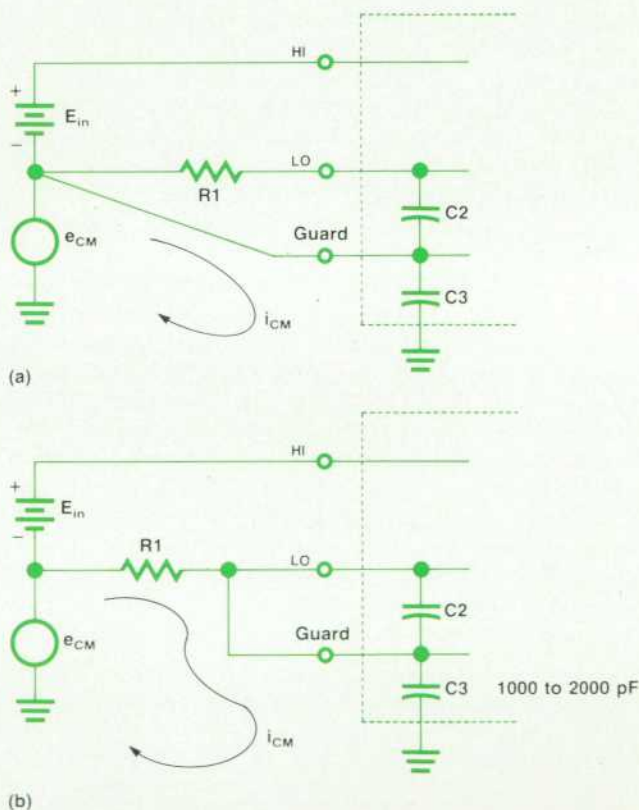 HI
+
E_in
−
LO
R1
C2
Guard
e_CM
C3
i_CM
(a)
HI
+
E_in
−
R1
LO
C2
Guard
e_CM
C3 1000 to 2000 pF
i_CM
(b)